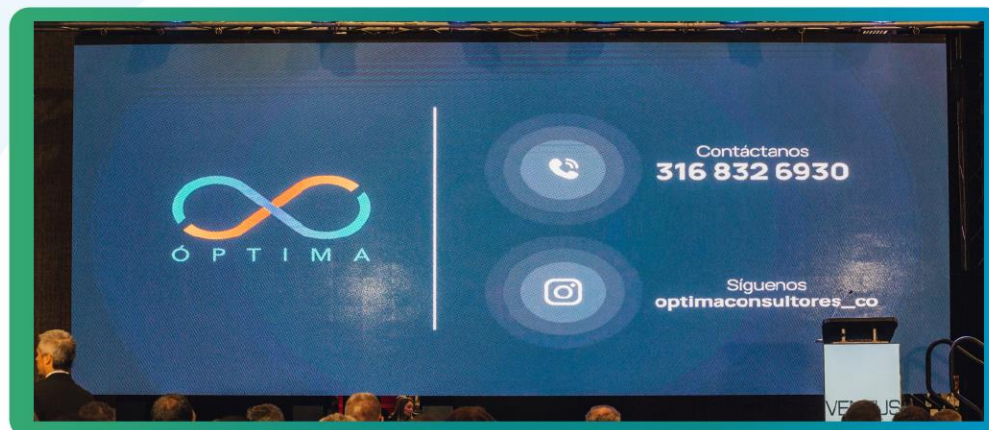 ÓPTIMA
Contáctanos
316 832 6930
Síguenos
optimaconsultores_co